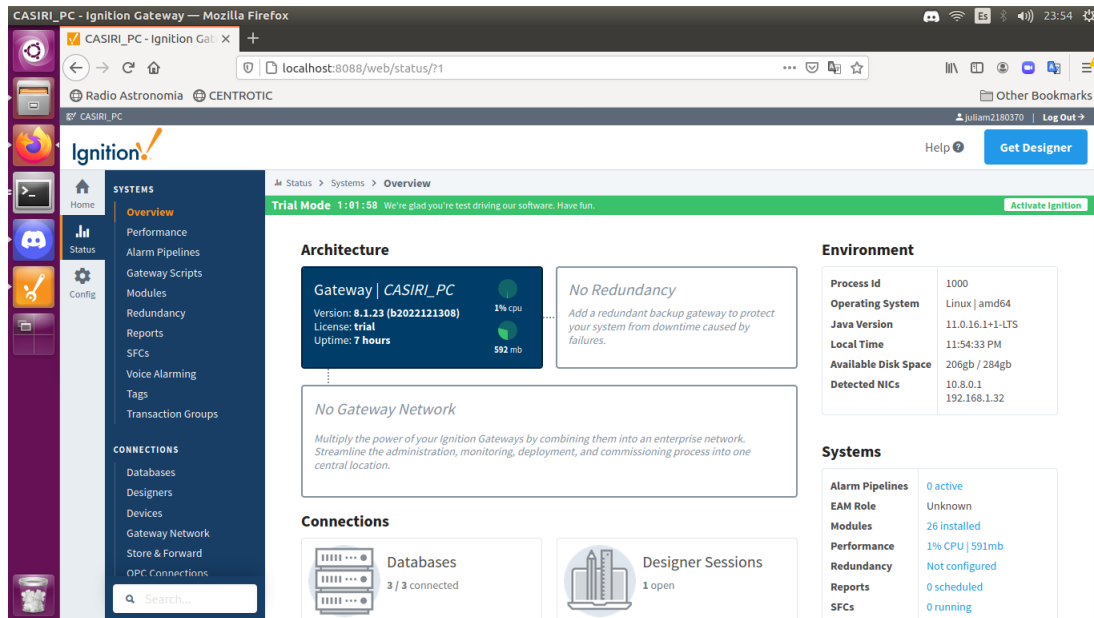 CASIRI_PC - Ignition Gateway — Mozilla Firefox
Es
23:54
CASIRI_PC - Ignition Gat
localhost:8088/web/status/?1
Radio Astronomia
CENTROTIC
Other Bookmarks
CASIRI_PC
juliam2180370 | Log Out
Ignition!
Help
Get Designer
Home
Status
Config
SYSTEMS
Overview
Performance
Alarm Pipelines
Gateway Scripts
Modules
Redundancy
Reports
SFCs
Voice Alarming
Tags
Transaction Groups
CONNECTIONS
Databases
Designers
Devices
Gateway Network
Store & Forward
OPC Connections
Search...
Status > Systems > Overview
Trial Mode 1:01:58 We're glad you're test driving our software. Have fun.
Activate Ignition
Architecture
Gateway | CASIRI_PC
Version: 8.1.23 (b2022121308)
License: trial
Uptime: 7 hours
1% cpu
592 mb
No Redundancy
Add a redundant backup gateway to protect
your system from downtime caused by
failures.
No Gateway Network
Multiply the power of your Ignition Gateways by combining them into an enterprise network.
Streamline the administration, monitoring, deployment, and commissioning process into one
central location.
Connections
Databases
3 / 3 connected
Designer Sessions
1 open
Environment
Process Id 1000
Operating System Linux | amd64
Java Version 11.0.16.1+1-LTS
Local Time 11:54:33 PM
Available Disk Space 206gb / 284gb
Detected NICs 10.8.0.1
192.168.1.32
Systems
Alarm Pipelines 0 active
EAM Role Unknown
Modules 26 installed
Performance 1% CPU | 591mb
Redundancy Not configured
Reports 0 scheduled
SFCs 0 running